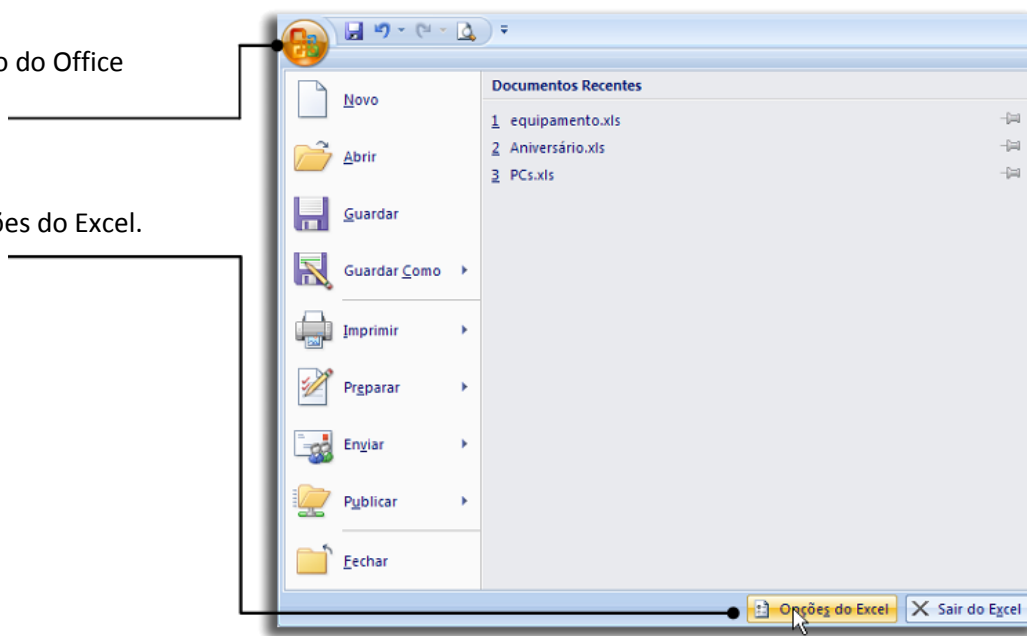 o do Office
ões do Excel.
Novo
Abrir
Guardar
Guardar Como
Imprimir
Preparar
Enviar
Publicar
Fechar
Documentos Recentes
1 equipamento.xls
2 Aniversário.xls
3 PCs.xls
Opções do Excel
Sair do Excel